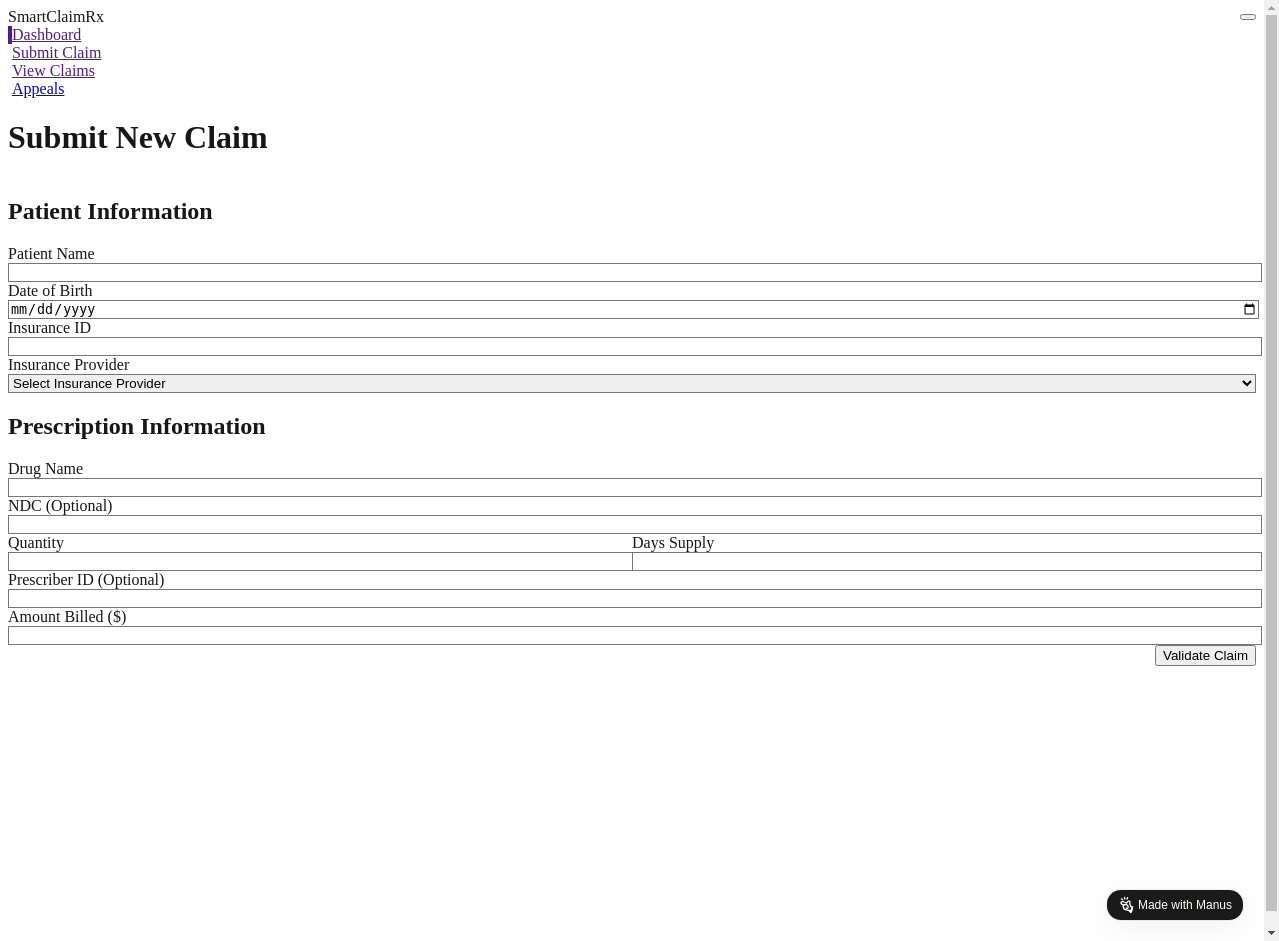 SmartClaimRx
Dashboard
Submit Claim
View Claims
Appeals
Submit New Claim
Patient Information
Patient Name
Date of Birth
mm/dd/yyyy
Insurance ID
Insurance Provider
Select Insurance Provider
Prescription Information
Drug Name
NDC (Optional)
Quantity Days Supply
Prescriber ID (Optional)
Amount Billed ($)
Validate Claim
Made with Manus